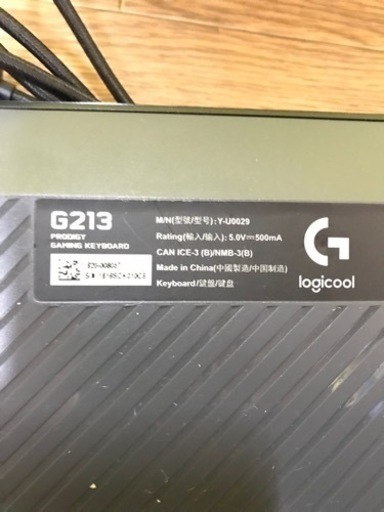 G213
PRODIGY
GAMING KEYBOARD
M/N(型號/型号): Y-U0029
Rating(輸入/输入): 5.0V⎓500mA
CAN ICE-3 (B)/NMB-3(B)
Made in China(中國製造/中国制造)
Keyboard/鍵盤/键盘
logicool